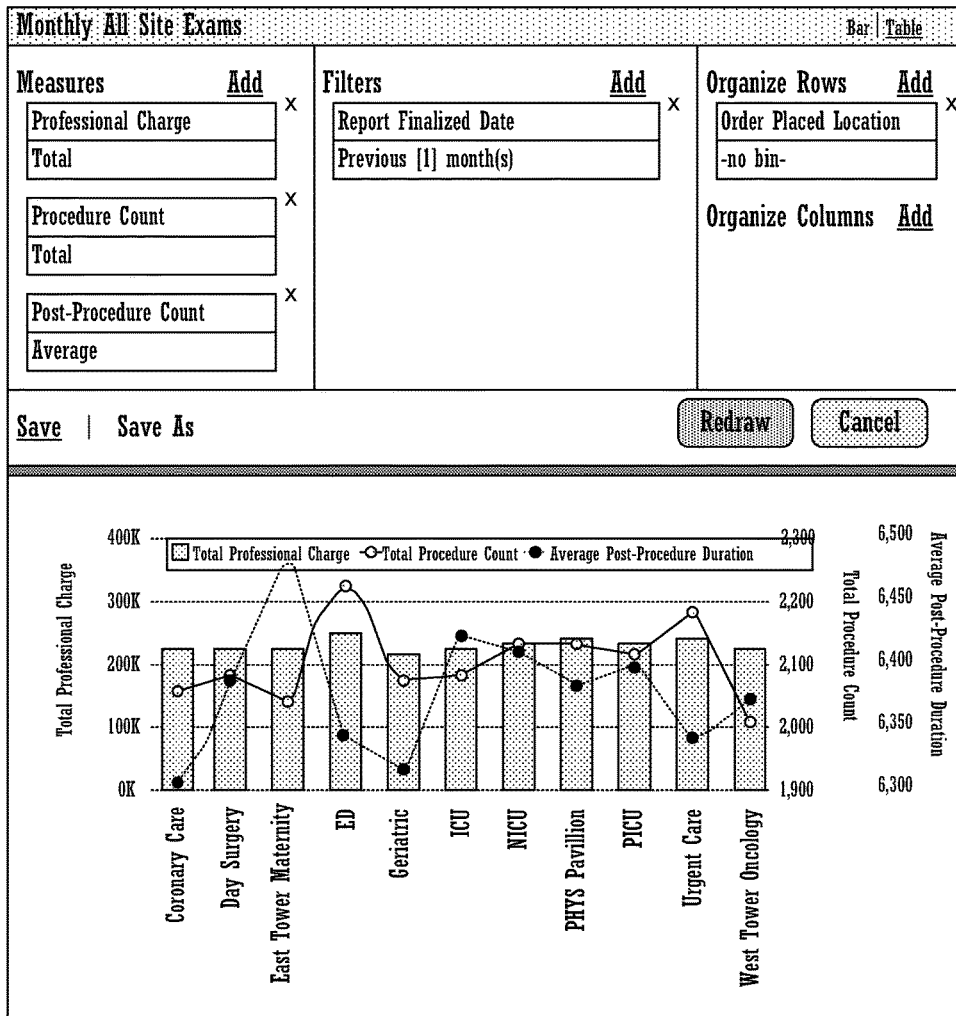 Monthly All Site Exams
Bar | Table
Measures Add
X
Professional Charge
Total
X
Procedure Count
Total
X
Post-Procedure Count
Average
Filters Add
X
Report Finalized Date
Previous [1] month(s)
Organize Rows Add
X
Order Placed Location
-no bin-
Organize Columns Add
Save | Save As
Redraw
Cancel
Total Professional Charge
400K
300K
200K
100K
0K
Total Professional Charge Total Procedure Count Average Post-Procedure Duration
2,300
2,200
2,100
2,000
1,900
Total Procedure Count
6,500
6,450
6,400
6,350
6,300
Average Post-Procedure Duration
Coronary Care
Day Surgery
East Tower Maternity
ED
Geriatric
ICU
NICU
PHYS Pavillion
PICU
Urgent Care
West Tower Oncology